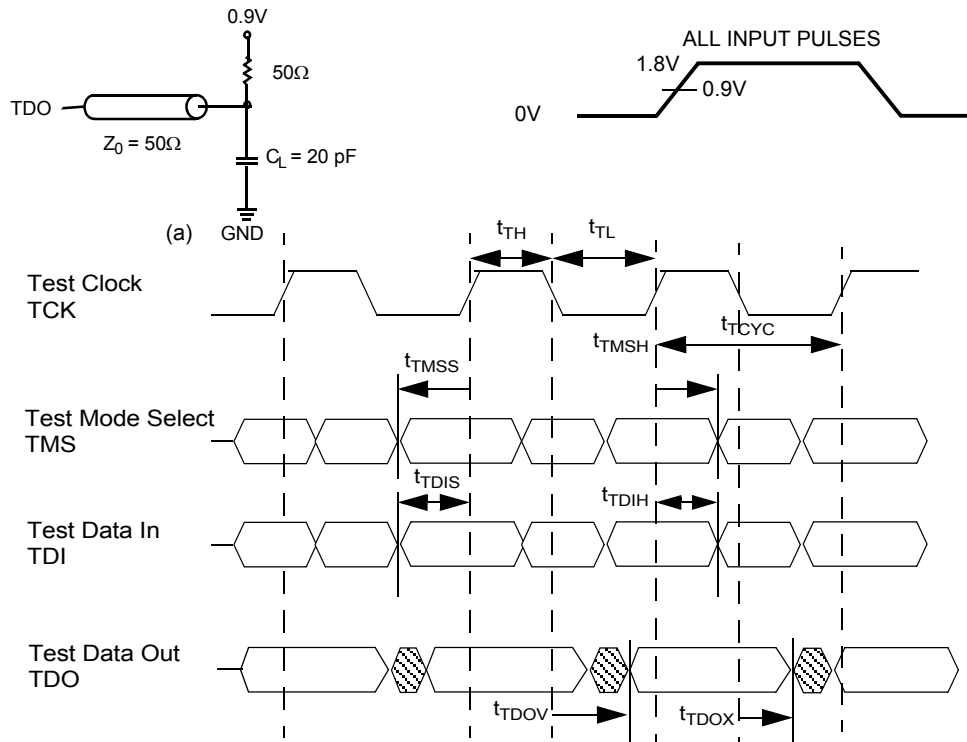 0.9V
50Ω
TDO
Z0 = 50Ω
CL = 20 pF
(a)
GND
ALL INPUT PULSES
1.8V
0.9V
0V
tTH
tTL
Test Clock
TCK
tTCYC
tTMSH
tTMSS
Test Mode Select
TMS
tTDIS
tTDIH
Test Data In
TDI
Test Data Out
TDO
tTDOV
tTDOX